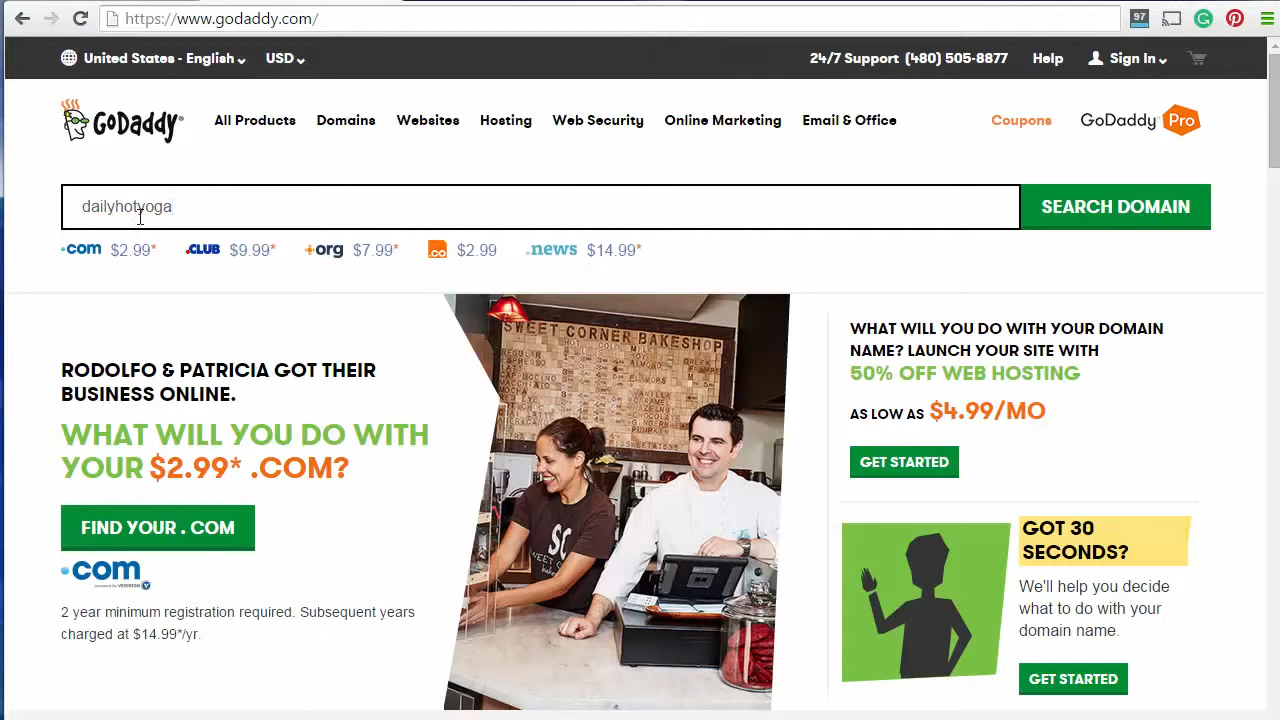 https://www.godaddy.com/
97
United States - English
USD
24/7 Support (480) 505-8877
Help
Sign In
GoDaddy®
All Products
Domains
Websites
Hosting
Web Security
Online Marketing
Email & Office
Coupons
GoDaddy Pro
dailyhotyoga
SEARCH DOMAIN
.com $2.99*
.CLUB $9.99*
.org $7.99*
.co $2.99
.news $14.99*
RODOLFO & PATRICIA GOT THEIR
BUSINESS ONLINE.
WHAT WILL YOU DO WITH
YOUR $2.99* .COM?
FIND YOUR . COM
.com
powered by VERISIGN
2 year minimum registration required. Subsequent years
charged at $14.99*/yr.
SWEET CORNER BAKESHOP
WHAT WILL YOU DO WITH YOUR DOMAIN
NAME? LAUNCH YOUR SITE WITH
50% OFF WEB HOSTING
AS LOW AS $4.99/MO
GET STARTED
GOT 30
SECONDS?
We'll help you decide
what to do with your
domain name.
GET STARTED